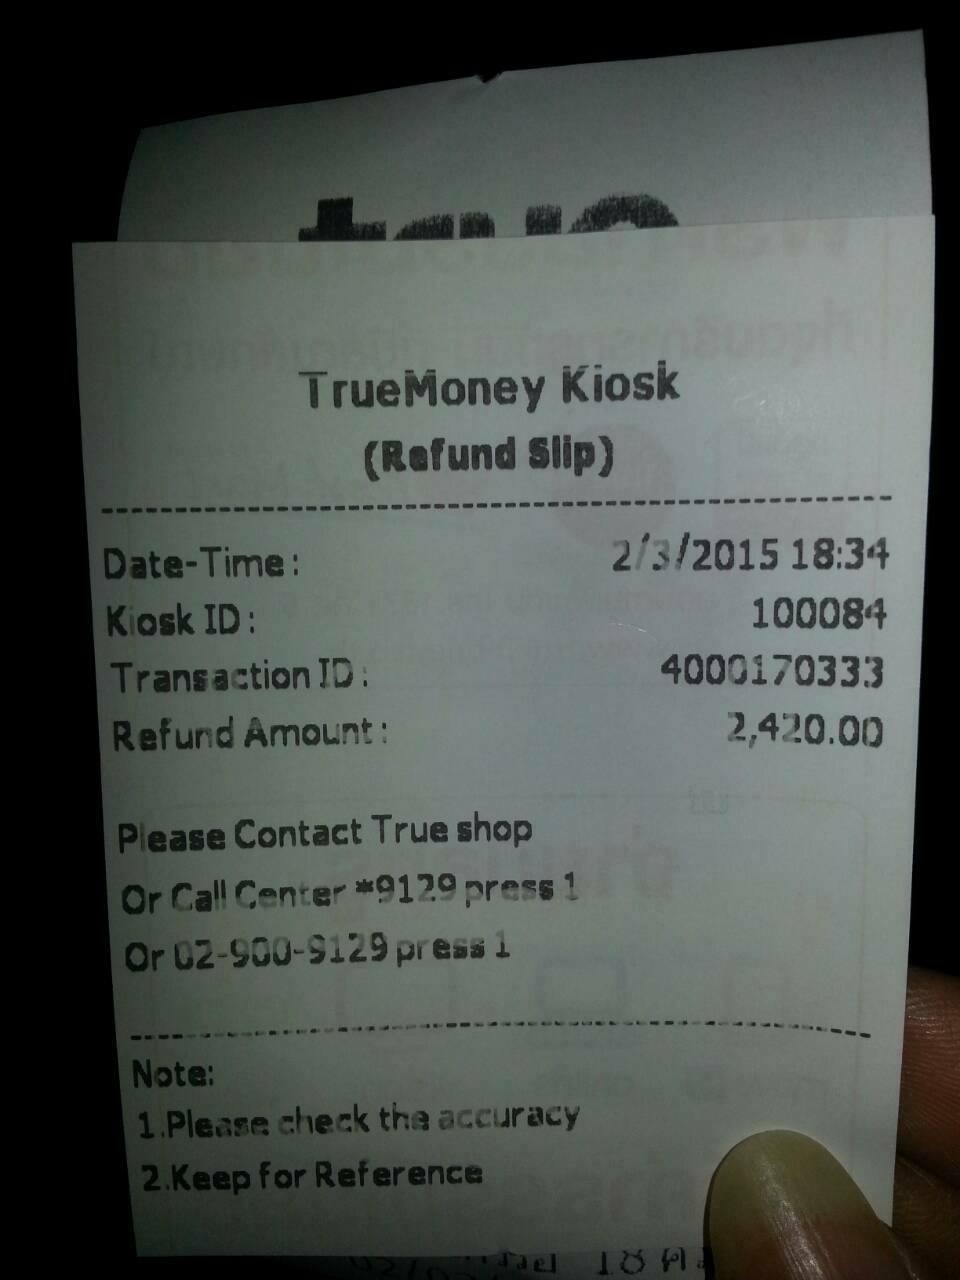 true
TrueMoney Kiosk
(Refund Slip)
Date-Time: 2/3/2015 18:34
Kiosk ID: 100084
Transaction ID: 4000170333
Refund Amount: 2,420.00
Please Contact True shop
Or Call Center *9129 press 1
Or 02-900-9129 press 1
Note:
1.Please check the accuracy
2.Keep for Reference